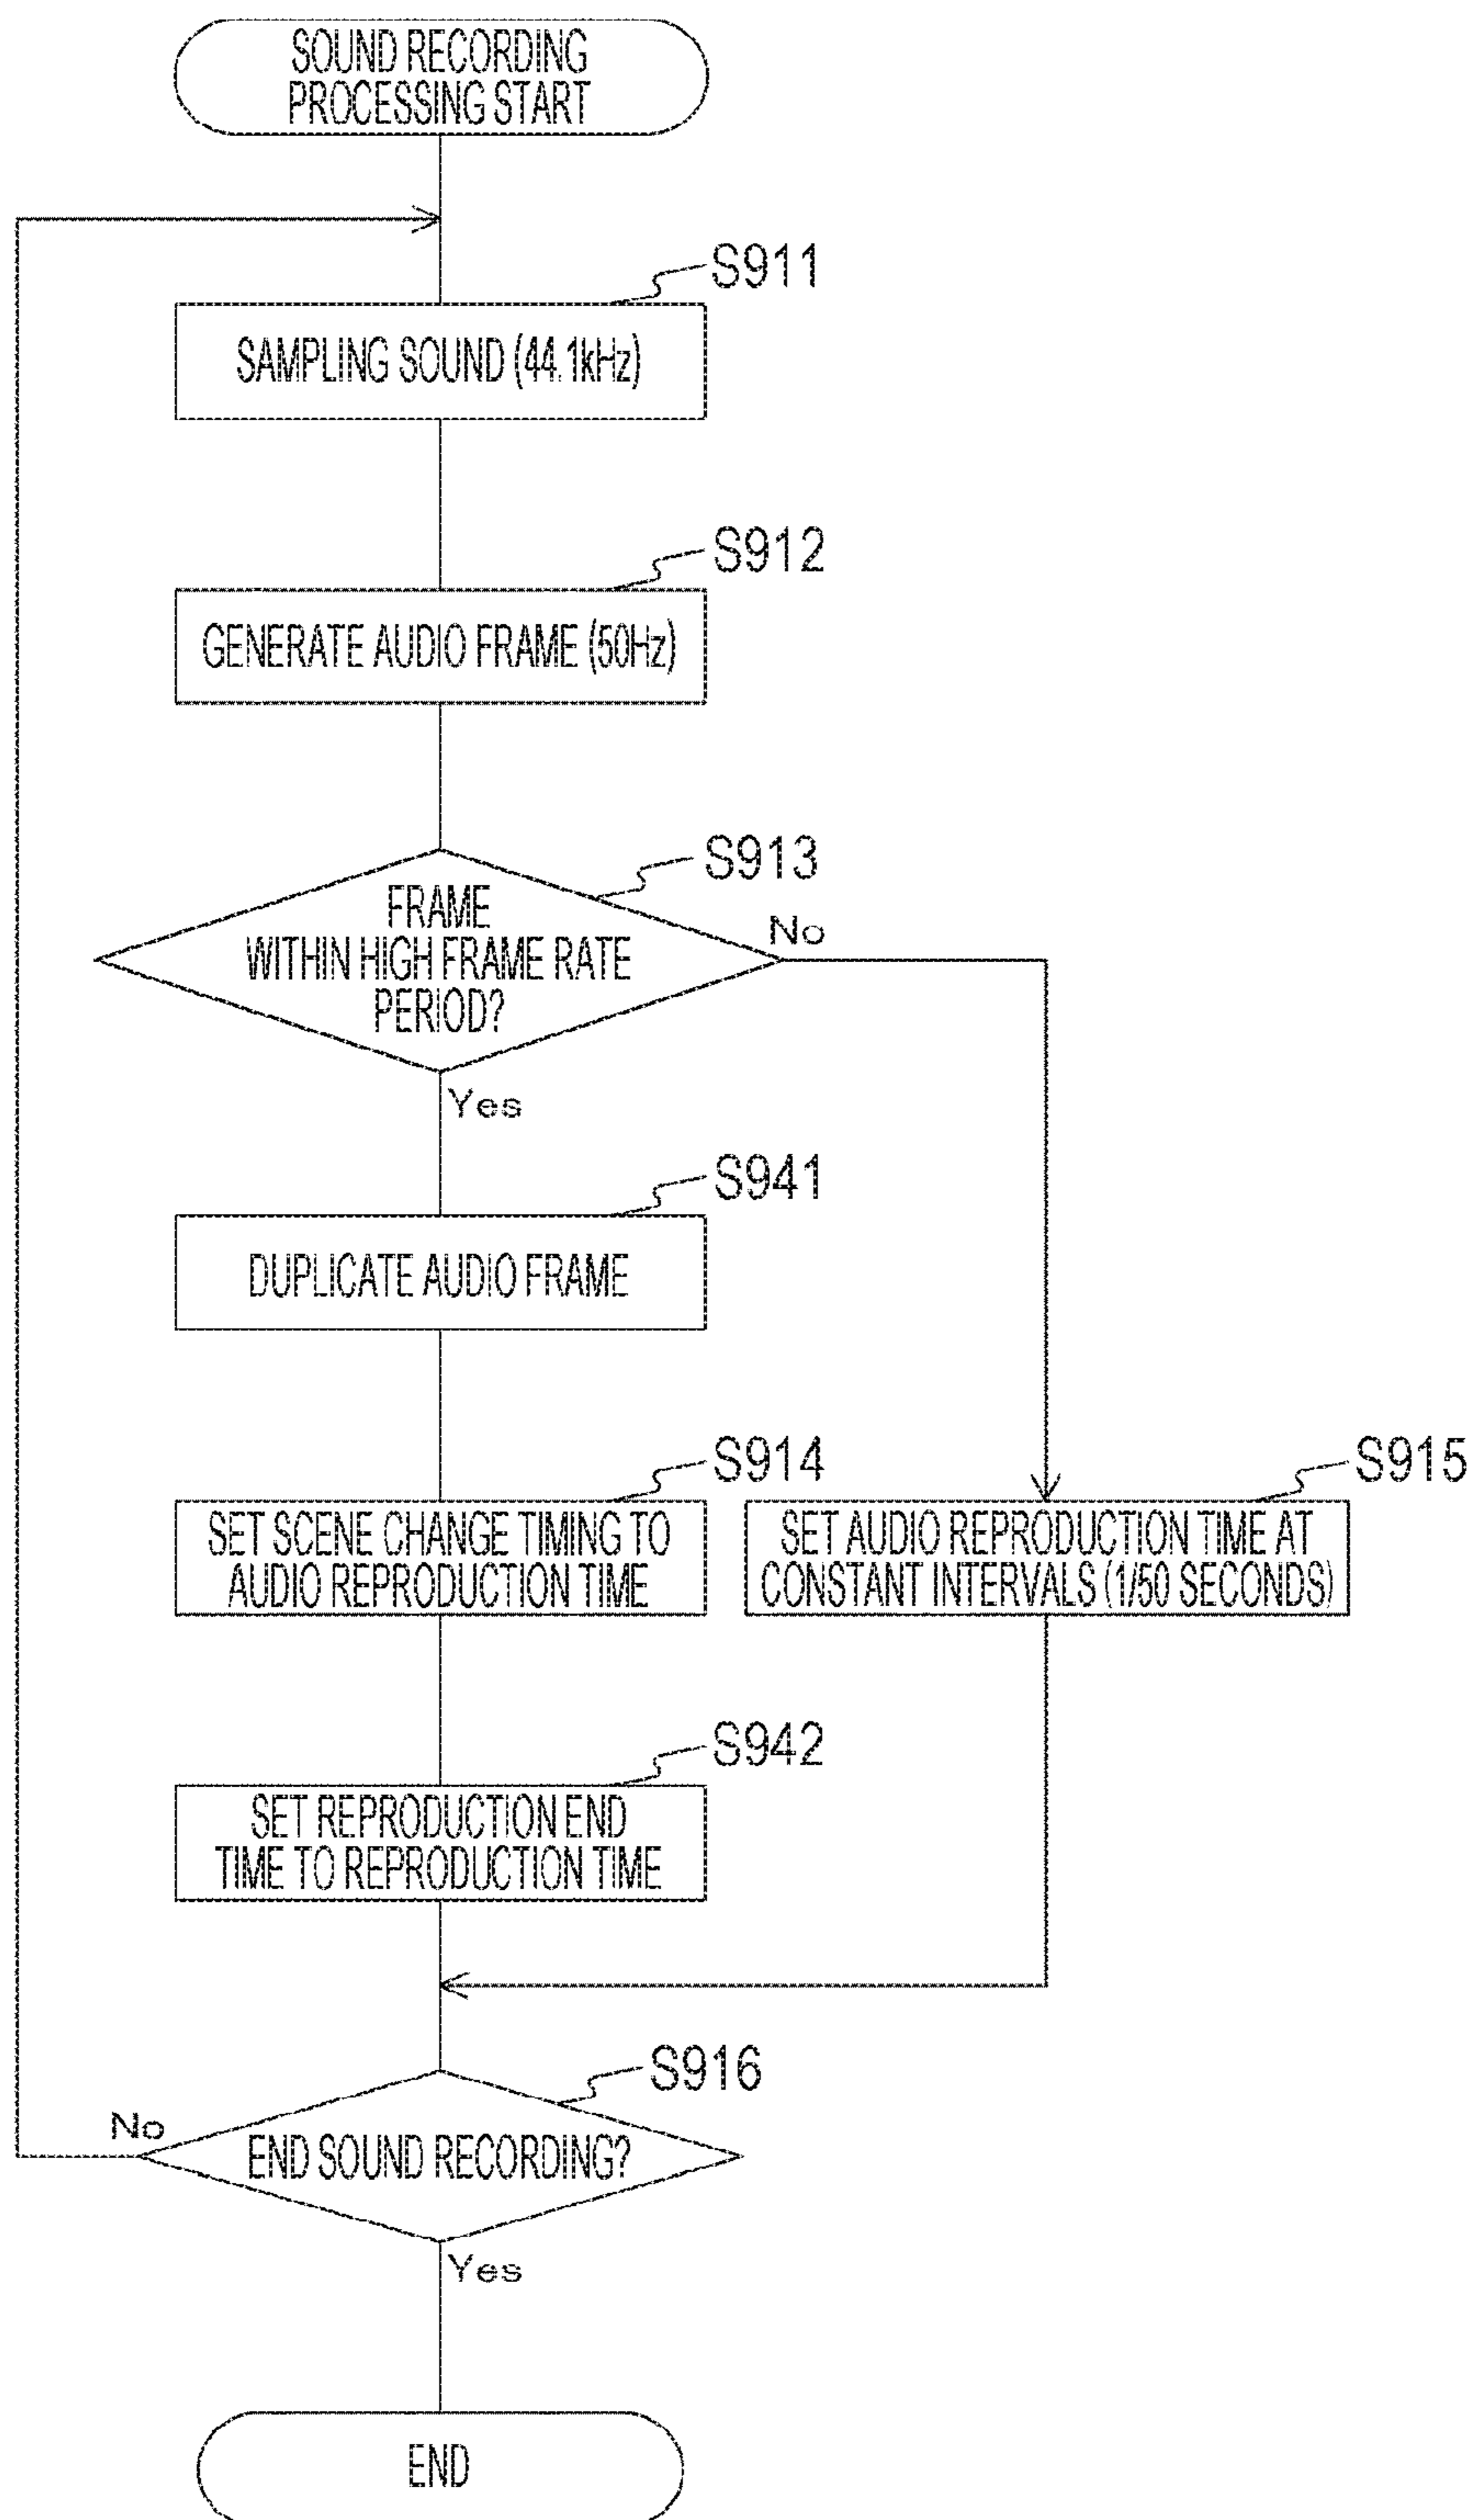 SOUND RECORDING
PROCESSING START
S911
SAMPLING SOUND (44.1kHz)
S912
GENERATE AUDIO FRAME (50Hz)
S913
FRAME
WITHIN HIGH FRAME RATE
PERIOD?
No
Yes
S941
DUPLICATE AUDIO FRAME
S914
SET SCENE CHANGE TIMING TO
AUDIO REPRODUCTION TIME
S915
SET AUDIO REPRODUCTION TIME AT
CONSTANT INTERVALS (1/50 SECONDS)
S942
SET REPRODUCTION END
TIME TO REPRODUCTION TIME
S916
No
END SOUND RECORDING?
Yes
END